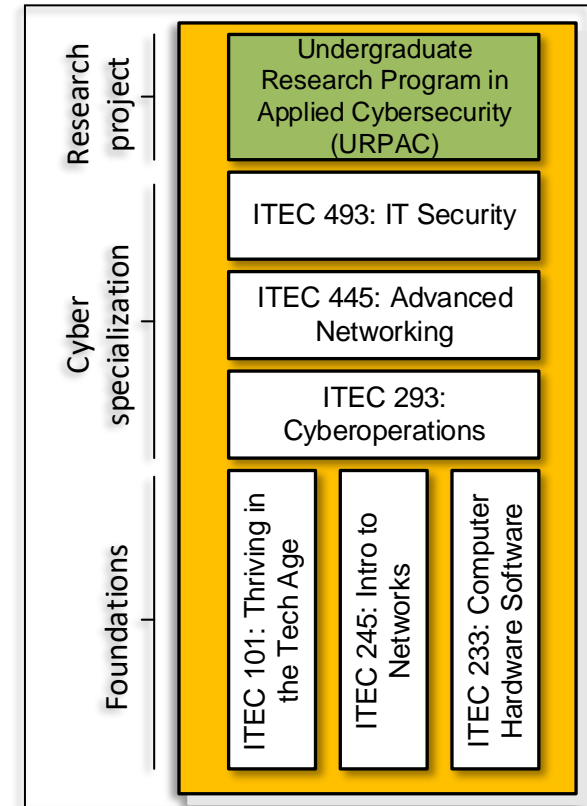 Research
project
Undergraduate
Research Program in
Applied Cybersecurity
(URPAC)
Cyber
specialization
ITEC 493: IT Security
ITEC 445: Advanced
Networking
ITEC 293:
Cyberoperations
Foundations
ITEC 101: Thriving in
the Tech Age
ITEC 245: Intro to
Networks
ITEC 233: Computer
Hardware Software